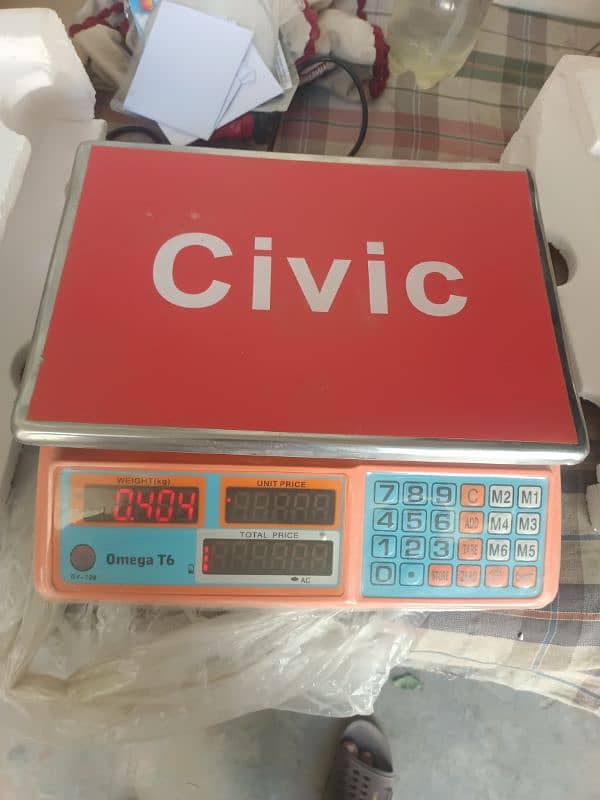 Civic
WEIGHT(kg)
UNIT PRICE
0.404
TOTAL PRICE
Omega T6
AC
7 8 9 C M2 M1
4 5 6 ADD M4 M3
1 2 3 TARE M6 M5
0 . STORE ZERO